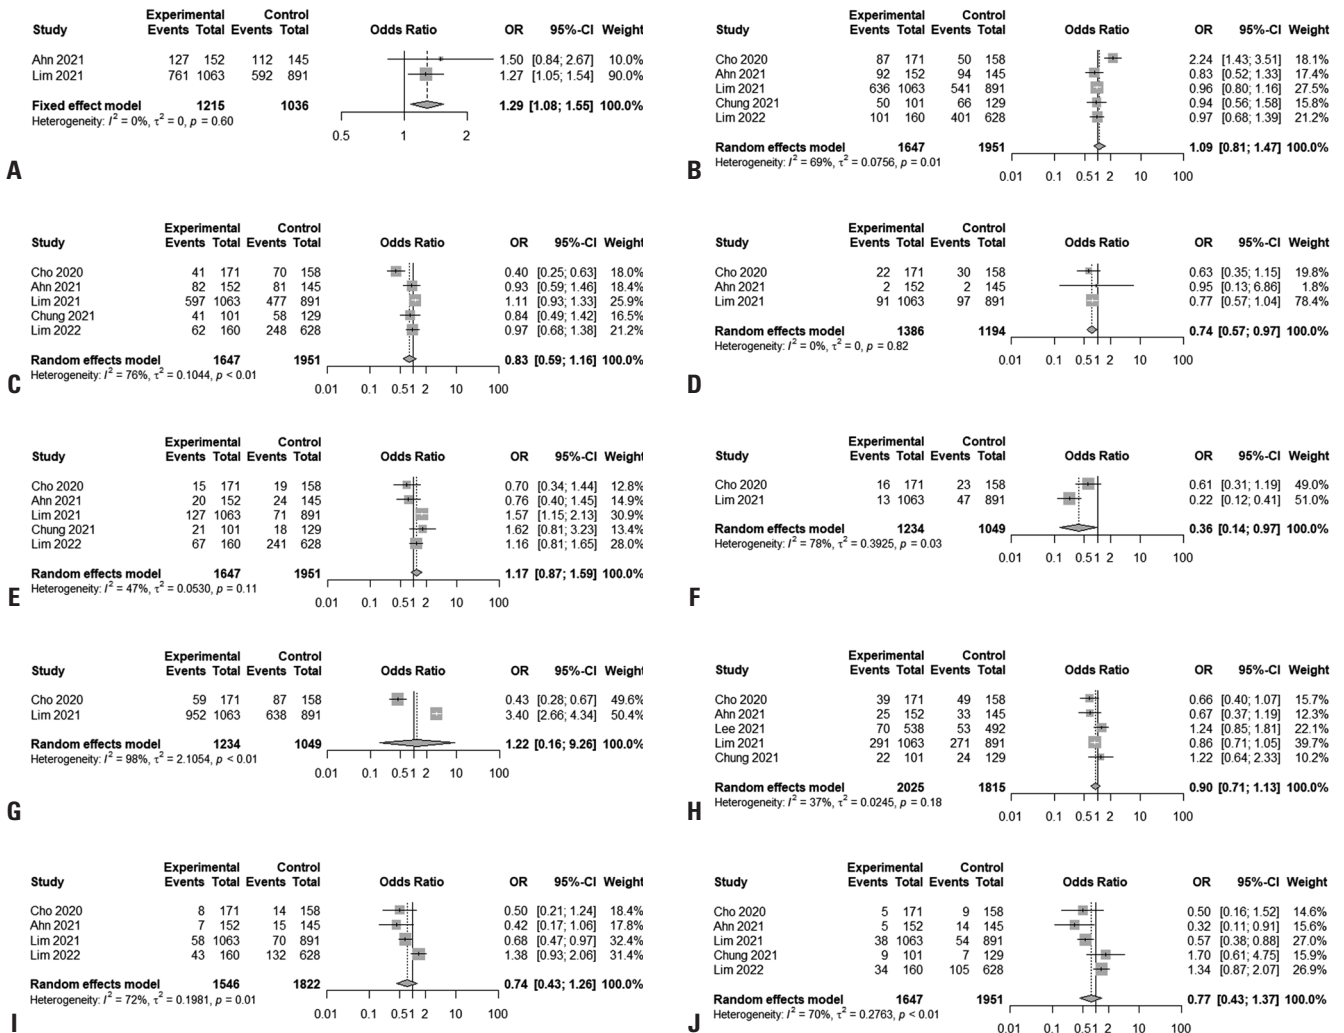 Experimental Control
Study Events Total Events Total Odds Ratio OR 95%-CI Weight
Ahn 2021 127 152 112 145 1.50 [0.84; 2.67] 10.0%
Lim 2021 761 1063 592 891 1.27 [1.05; 1.54] 90.0%
Fixed effect model 1215 1036 1.29 [1.08; 1.55] 100.0%
Heterogeneity: I² = 0%, τ² = 0, p = 0.60
0.5 1 2
A
Experimental Control
Study Events Total Events Total Odds Ratio OR 95%-CI Weight
Cho 2020 87 171 50 158 2.24 [1.43; 3.51] 18.1%
Ahn 2021 92 152 94 145 0.83 [0.52; 1.33] 17.4%
Lim 2021 636 1063 541 891 0.96 [0.80; 1.16] 27.5%
Chung 2021 50 101 66 129 0.94 [0.56; 1.58] 15.8%
Lim 2022 101 160 401 628 0.97 [0.68; 1.39] 21.2%
Random effects model 1647 1951 1.09 [0.81; 1.47] 100.0%
Heterogeneity: I² = 69%, τ² = 0.0756, p = 0.01
0.01 0.1 0.5 1 2 10 100
B
Experimental Control
Study Events Total Events Total Odds Ratio OR 95%-CI Weight
Cho 2020 41 171 70 158 0.40 [0.25; 0.63] 18.0%
Ahn 2021 82 152 81 145 0.93 [0.59; 1.46] 18.4%
Lim 2021 597 1063 477 891 1.11 [0.93; 1.33] 25.9%
Chung 2021 41 101 58 129 0.84 [0.49; 1.42] 16.5%
Lim 2022 62 160 248 628 0.97 [0.68; 1.38] 21.2%
Random effects model 1647 1951 0.83 [0.59; 1.16] 100.0%
Heterogeneity: I² = 76%, τ² = 0.1044, p < 0.01
0.01 0.1 0.5 1 2 10 100
C
Experimental Control
Study Events Total Events Total Odds Ratio OR 95%-CI Weight
Cho 2020 22 171 30 158 0.63 [0.35; 1.15] 19.8%
Ahn 2021 2 152 2 145 0.95 [0.13; 6.86] 1.8%
Lim 2021 91 1063 97 891 0.77 [0.57; 1.04] 78.4%
Random effects model 1386 1194 0.74 [0.57; 0.97] 100.0%
Heterogeneity: I² = 0%, τ² = 0, p = 0.82
0.01 0.1 0.5 1 2 10 100
D
Experimental Control
Study Events Total Events Total Odds Ratio OR 95%-CI Weight
Cho 2020 15 171 19 158 0.70 [0.34; 1.44] 12.8%
Ahn 2021 20 152 24 145 0.76 [0.40; 1.45] 14.9%
Lim 2021 127 1063 71 891 1.57 [1.15; 2.13] 30.9%
Chung 2021 21 101 18 129 1.62 [0.81; 3.23] 13.4%
Lim 2022 67 160 241 628 1.16 [0.81; 1.65] 28.0%
Random effects model 1647 1951 1.17 [0.87; 1.59] 100.0%
Heterogeneity: I² = 47%, τ² = 0.0530, p = 0.11
0.01 0.1 0.5 1 2 10 100
E
Experimental Control
Study Events Total Events Total Odds Ratio OR 95%-CI Weight
Cho 2020 16 171 23 158 0.61 [0.31; 1.19] 49.0%
Lim 2021 13 1063 47 891 0.22 [0.12; 0.41] 51.0%
Random effects model 1234 1049 0.36 [0.14; 0.97] 100.0%
Heterogeneity: I² = 78%, τ² = 0.3925, p = 0.03
0.01 0.1 0.5 1 2 10 100
F
Experimental Control
Study Events Total Events Total Odds Ratio OR 95%-CI Weight
Cho 2020 59 171 87 158 0.43 [0.28; 0.67] 49.6%
Lim 2021 952 1063 638 891 3.40 [2.66; 4.34] 50.4%
Random effects model 1234 1049 1.22 [0.16; 9.26] 100.0%
Heterogeneity: I² = 98%, τ² = 2.1054, p < 0.01
0.01 0.1 0.5 1 2 10 100
G
Experimental Control
Study Events Total Events Total Odds Ratio OR 95%-CI Weight
Cho 2020 39 171 49 158 0.66 [0.40; 1.07] 15.7%
Ahn 2021 25 152 33 145 0.67 [0.37; 1.19] 12.3%
Lee 2021 70 538 53 492 1.24 [0.85; 1.81] 22.1%
Lim 2021 291 1063 271 891 0.86 [0.71; 1.05] 39.7%
Chung 2021 22 101 24 129 1.22 [0.64; 2.33] 10.2%
Random effects model 2025 1815 0.90 [0.71; 1.13] 100.0%
Heterogeneity: I² = 37%, τ² = 0.0245, p = 0.18
0.01 0.1 0.5 1 2 10 100
H
Experimental Control
Study Events Total Events Total Odds Ratio OR 95%-CI Weight
Cho 2020 8 171 14 158 0.50 [0.21; 1.24] 18.4%
Ahn 2021 7 152 15 145 0.42 [0.17; 1.06] 17.8%
Lim 2021 58 1063 70 891 0.68 [0.47; 0.97] 32.4%
Lim 2022 43 160 132 628 1.38 [0.93; 2.06] 31.4%
Random effects model 1546 1822 0.74 [0.43; 1.26] 100.0%
Heterogeneity: I² = 72%, τ² = 0.1981, p = 0.01
0.01 0.1 0.5 1 2 10 100
I
Experimental Control
Study Events Total Events Total Odds Ratio OR 95%-CI Weight
Cho 2020 5 171 9 158 0.50 [0.16; 1.52] 14.6%
Ahn 2021 5 152 14 145 0.32 [0.11; 0.91] 15.6%
Lim 2021 38 1063 54 891 0.57 [0.38; 0.88] 27.0%
Chung 2021 9 101 7 129 1.70 [0.61; 4.75] 15.9%
Lim 2022 34 160 105 628 1.34 [0.87; 2.07] 26.9%
Random effects model 1647 1951 0.77 [0.43; 1.37] 100.0%
Heterogeneity: I² = 70%, τ² = 0.2763, p < 0.01
0.01 0.1 0.5 1 2 10 100
J